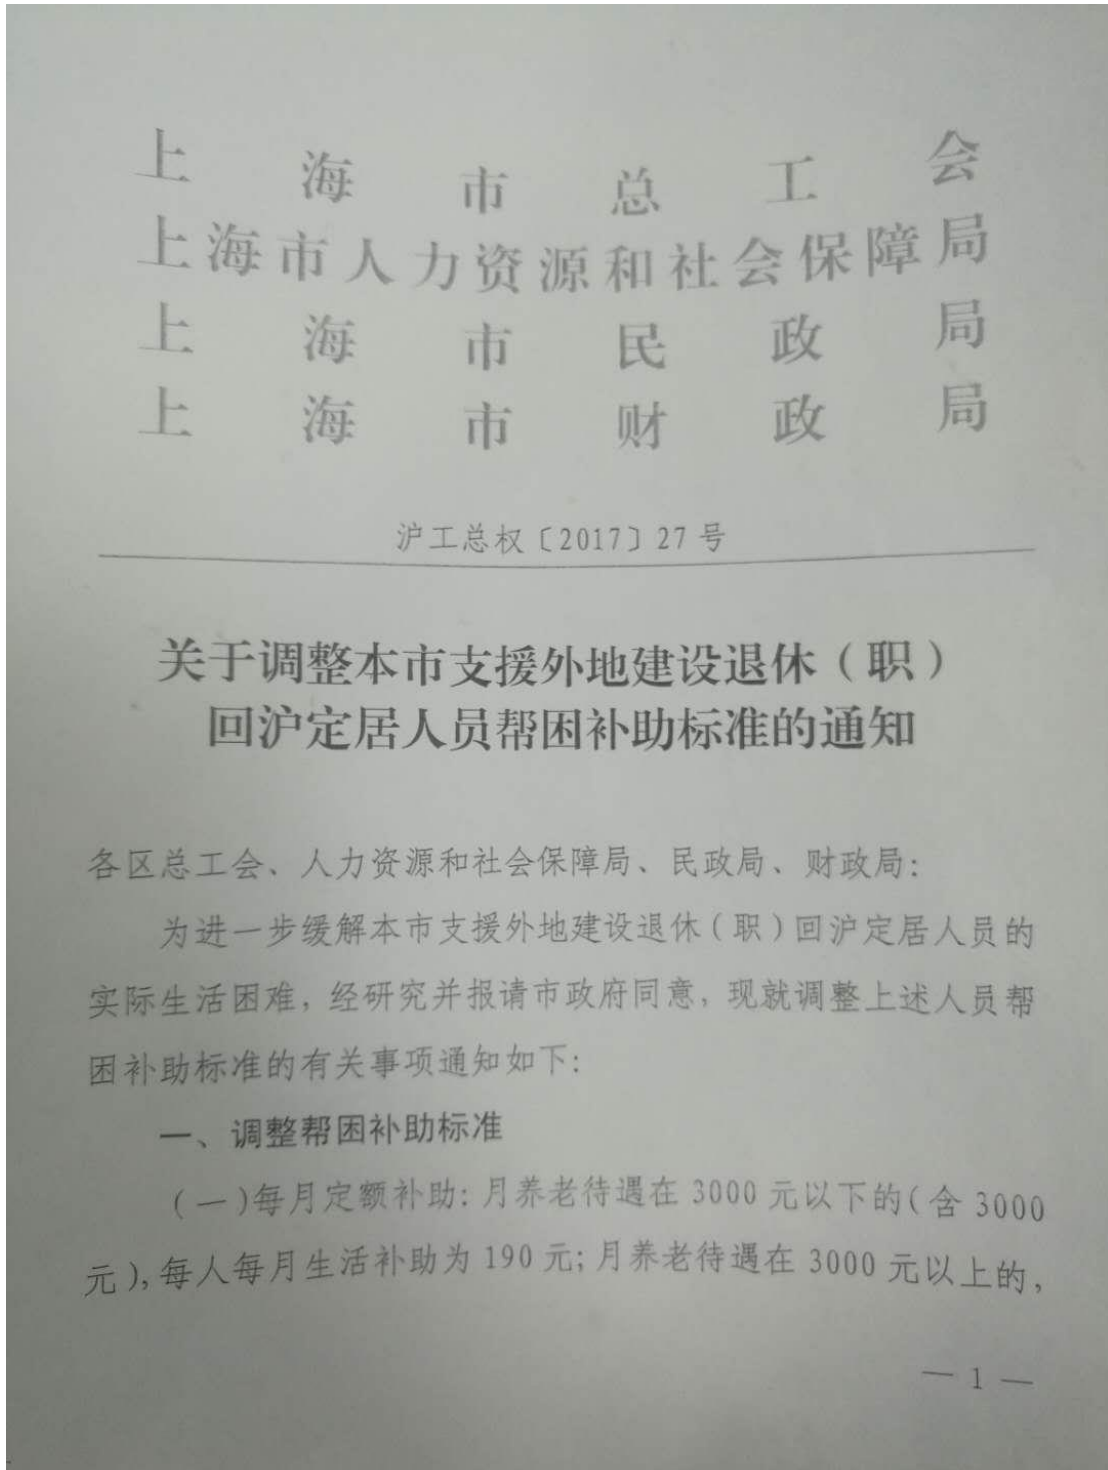 上海市总工会
上海市人力资源和社会保障局
上海市民政局
上海市财政局
沪工总权〔2017〕27号
关于调整本市支援外地建设退休（职）
回沪定居人员帮困补助标准的通知
各区总工会、人力资源和社会保障局、民政局、财政局：
为进一步缓解本市支援外地建设退休（职）回沪定居人员的
实际生活困难，经研究并报请市政府同意，现就调整上述人员帮
困补助标准的有关事项通知如下：
一、调整帮困补助标准
（一）每月定额补助：月养老待遇在3000元以下的（含3000
元），每人每月生活补助为190元；月养老待遇在3000元以上的，
— 1 —